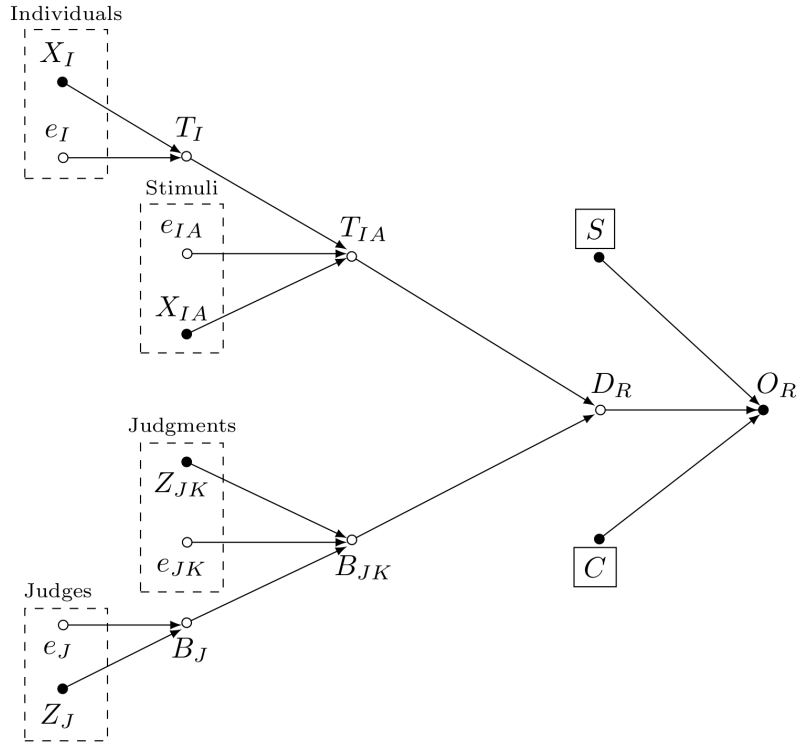 Individuals
X_I
e_I
T_I
Stimuli
e_{IA}
T_{IA}
S
X_{IA}
D_R
O_R
Judgments
Z_{JK}
e_{JK}
B_{JK}
C
Judges
e_J
B_J
Z_J